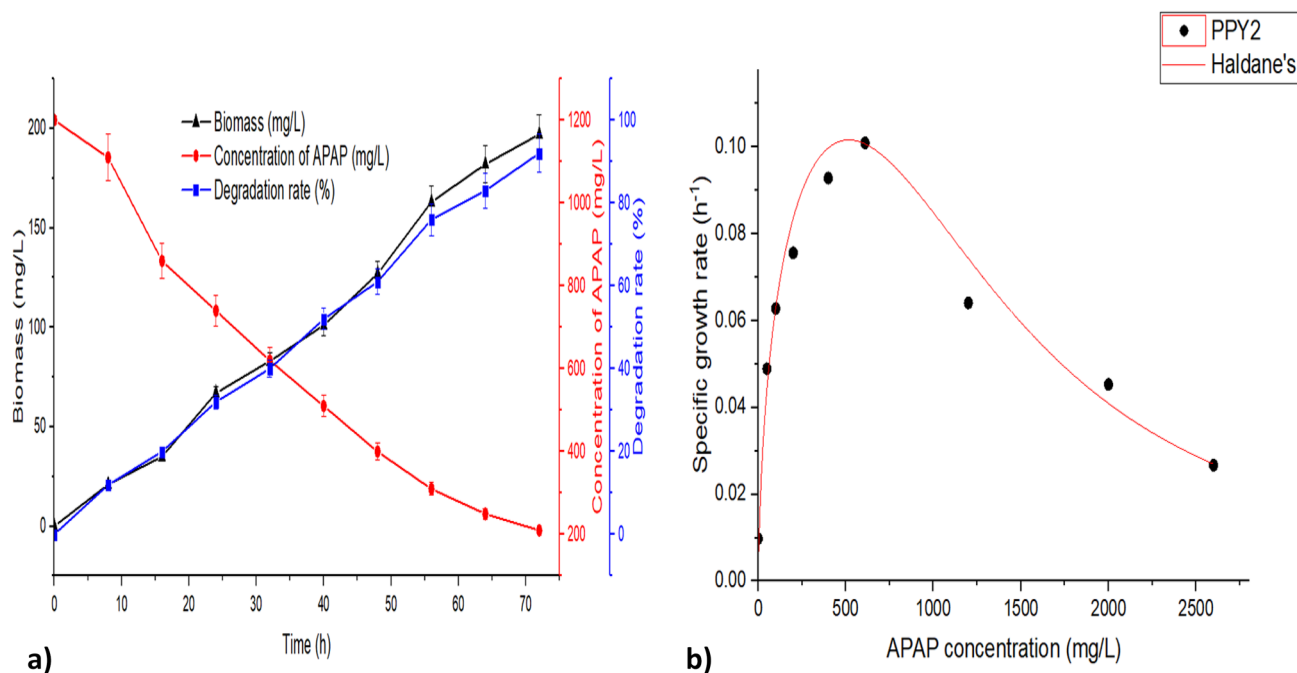 Biomass (mg/L)
Concentration of APAP (mg/L)
Degradation rate (%)
200
150
100
50
0
Biomass (mg/L)
1200
1000
800
600
400
200
Concentration of APAP (mg/L)
100
80
60
40
20
0
Degradation rate (%)
0 10 20 30 40 50 60 70
Time (h)
a)
PPY2
Haldane's
0.10
0.08
0.06
0.04
0.02
0.00
Specific growth rate (h⁻¹)
0 500 1000 1500 2000 2500
APAP concentration (mg/L)
b)